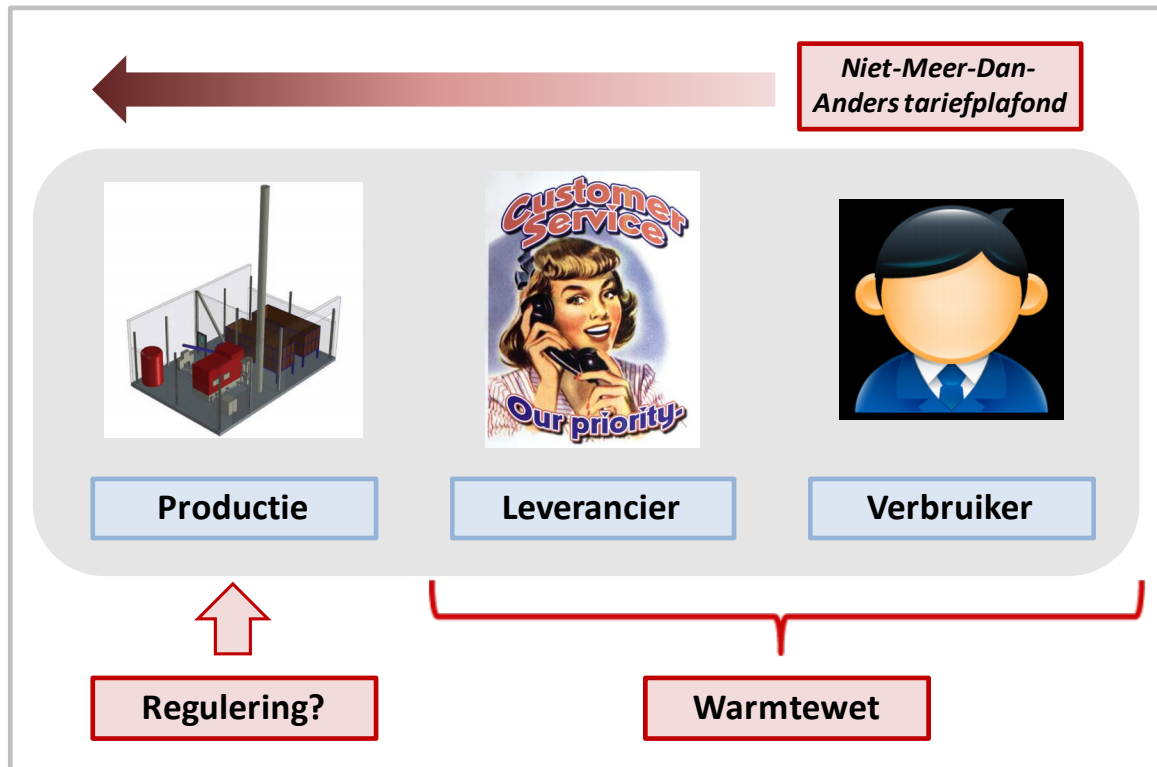 Niet-Meer-Dan-
Anders tariefplafond
Customer
Service
Our priority-
Productie
Leverancier
Verbruiker
Regulering?
Warmtewet